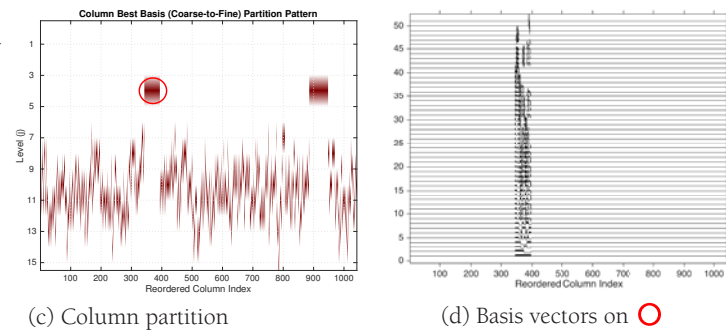 Column Best Basis (Coarse-to-Fine) Partition Pattern
Level (j)
1
3
5
7
9
11
13
15
100 200 300 400 500 600 700 800 900 1000
Reordered Column Index
(c) Column partition
50
45
40
35
30
25
20
15
10
5
0
100 200 300 400 500 600 700 800 900 1000
Reordered Column Index
(d) Basis vectors on